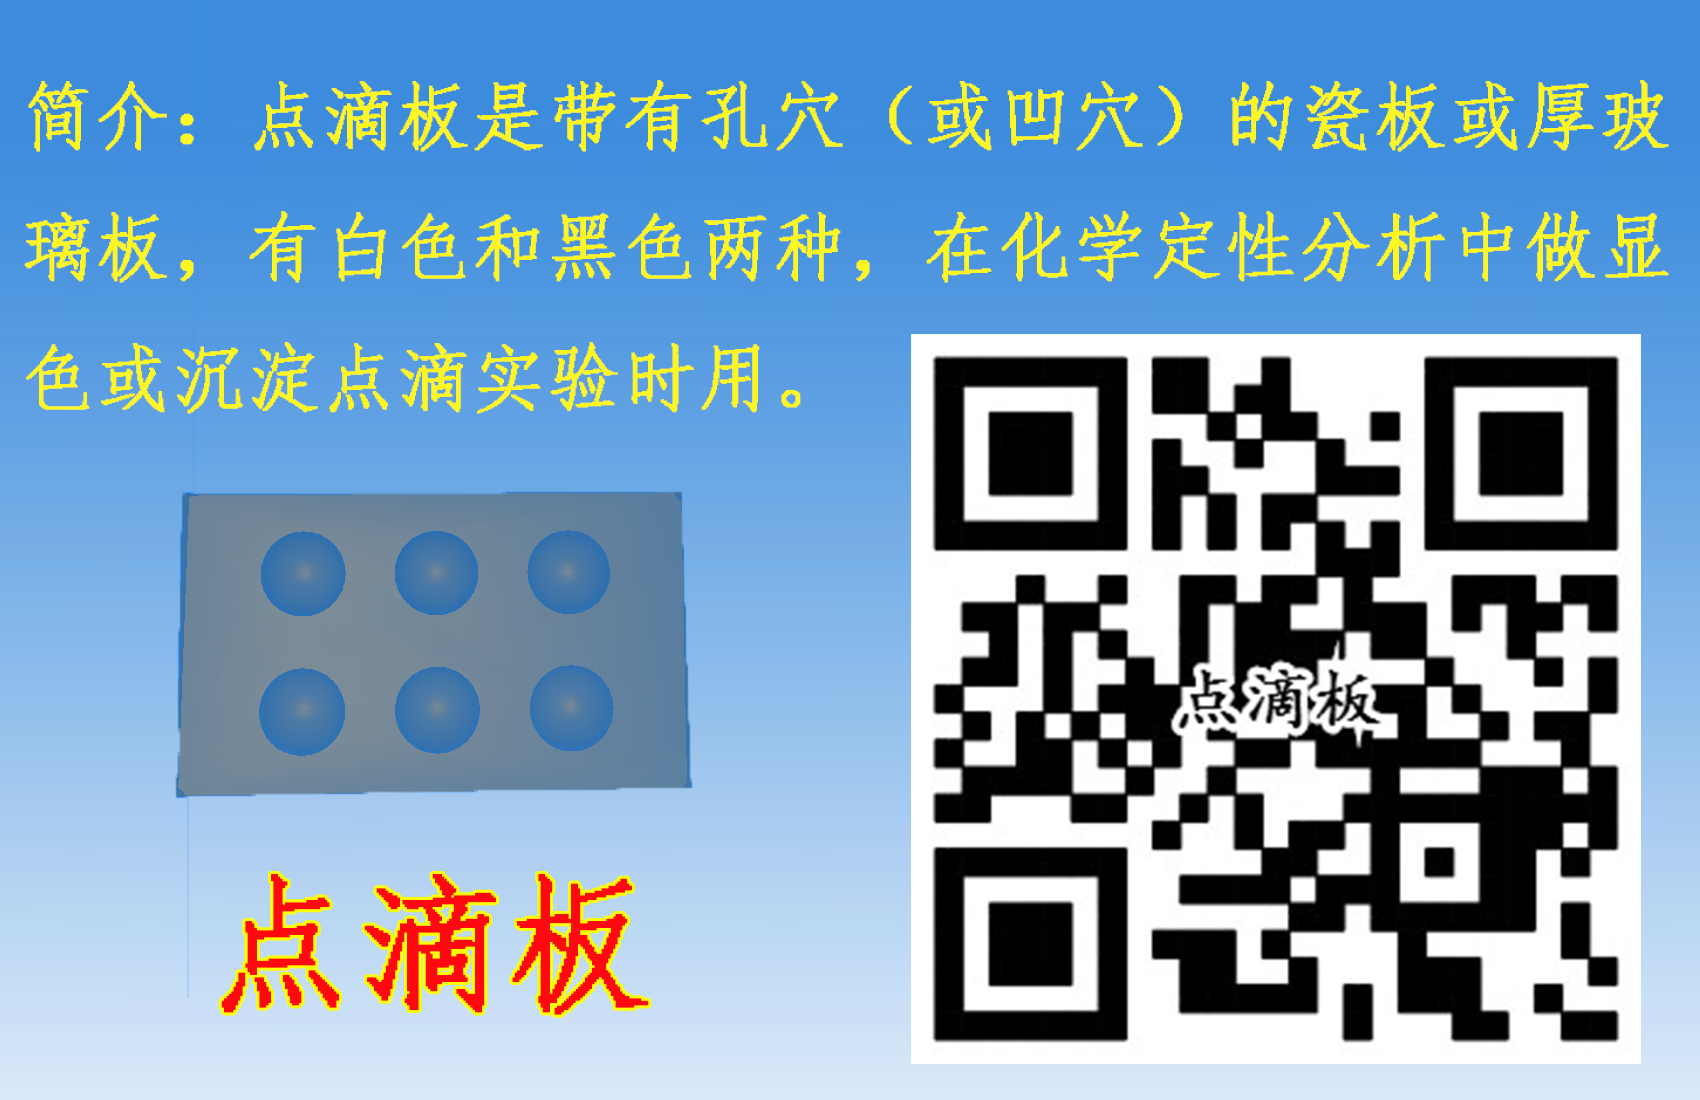 简介：点滴板是带有孔穴（或凹穴）的瓷板或厚玻
璃板，有白色和黑色两种，在化学定性分析中做显
色或沉淀点滴实验时用。
点滴板
点滴板